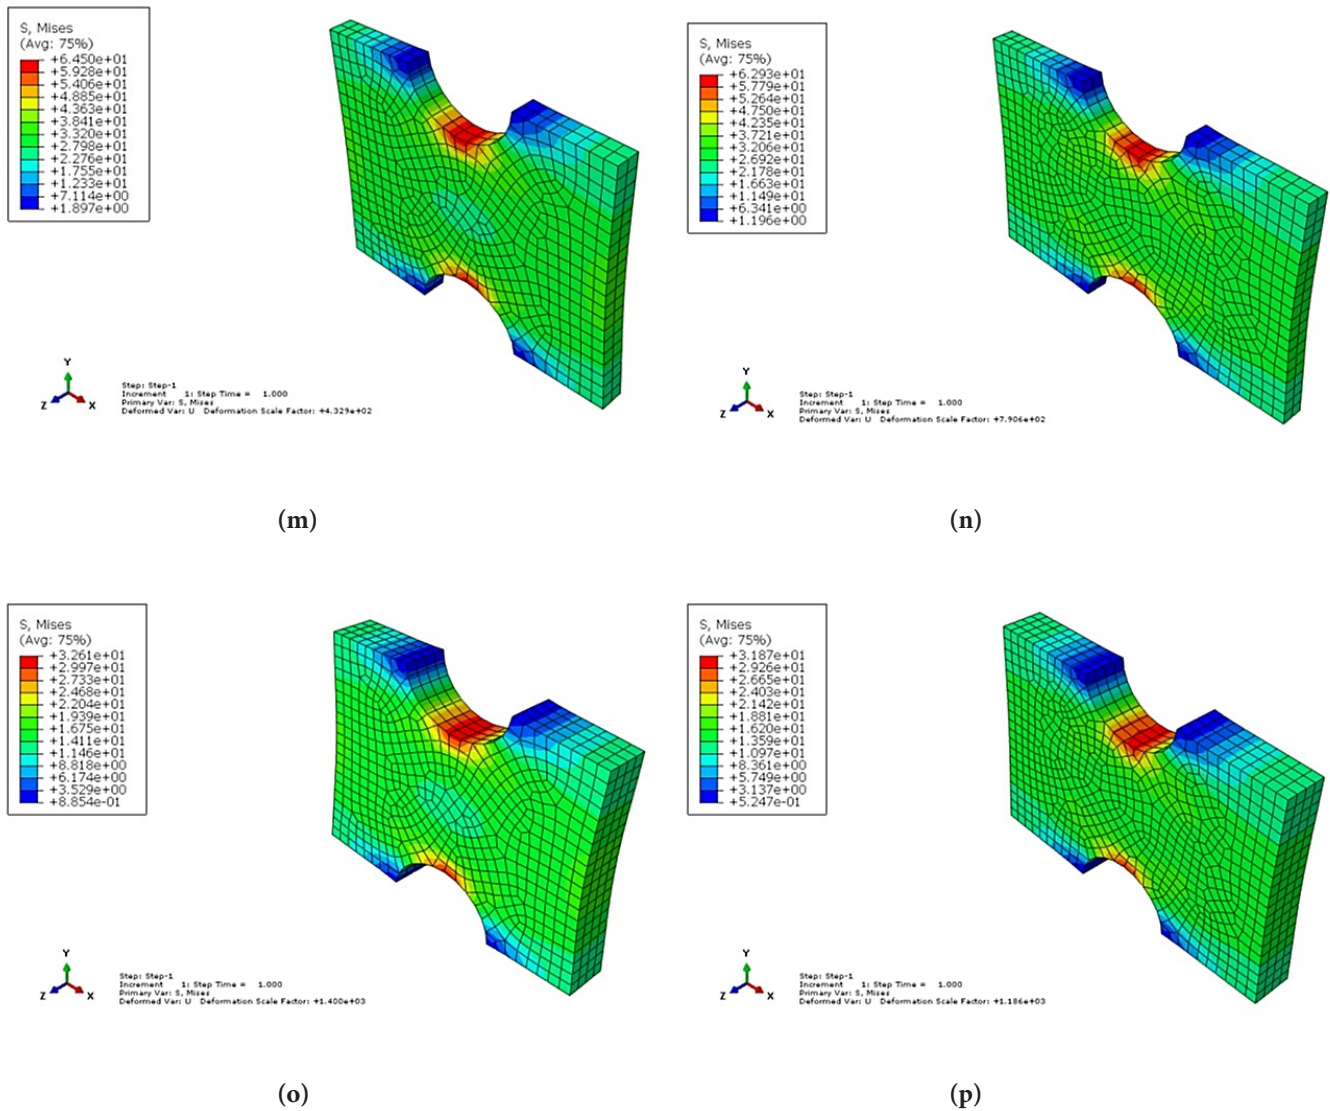 S, Mises
(Avg: 75%)
+6.450e+01
+5.928e+01
+5.406e+01
+4.885e+01
+4.363e+01
+3.841e+01
+3.320e+01
+2.798e+01
+2.276e+01
+1.755e+01
+1.233e+01
+7.114e+00
+1.897e+00
Y
Z
X
Step: Step-1
Increment 1: Step Time = 1.000
Primary Var: S, Mises
Deformed Var: U Deformation Scale Factor: +4.329e+02
(m)
S, Mises
(Avg: 75%)
+6.293e+01
+5.779e+01
+5.264e+01
+4.750e+01
+4.235e+01
+3.721e+01
+3.206e+01
+2.692e+01
+2.178e+01
+1.663e+01
+1.149e+01
+6.341e+00
+1.196e+00
Y
Z
X
Step: Step-1
Increment 1: Step Time = 1.000
Primary Var: S, Mises
Deformed Var: U Deformation Scale Factor: +7.906e+02
(n)
S, Mises
(Avg: 75%)
+3.261e+01
+2.997e+01
+2.733e+01
+2.468e+01
+2.204e+01
+1.939e+01
+1.675e+01
+1.411e+01
+1.146e+01
+8.818e+00
+6.174e+00
+3.529e+00
+8.854e-01
Y
Z
X
Step: Step-1
Increment 1: Step Time = 1.000
Primary Var: S, Mises
Deformed Var: U Deformation Scale Factor: +1.400e+03
(o)
S, Mises
(Avg: 75%)
+3.187e+01
+2.926e+01
+2.665e+01
+2.403e+01
+2.142e+01
+1.881e+01
+1.620e+01
+1.359e+01
+1.097e+01
+8.361e+00
+5.749e+00
+3.137e+00
+5.247e-01
Y
Z
X
Step: Step-1
Increment 1: Step Time = 1.000
Primary Var: S, Mises
Deformed Var: U Deformation Scale Factor: +1.186e+03
(p)